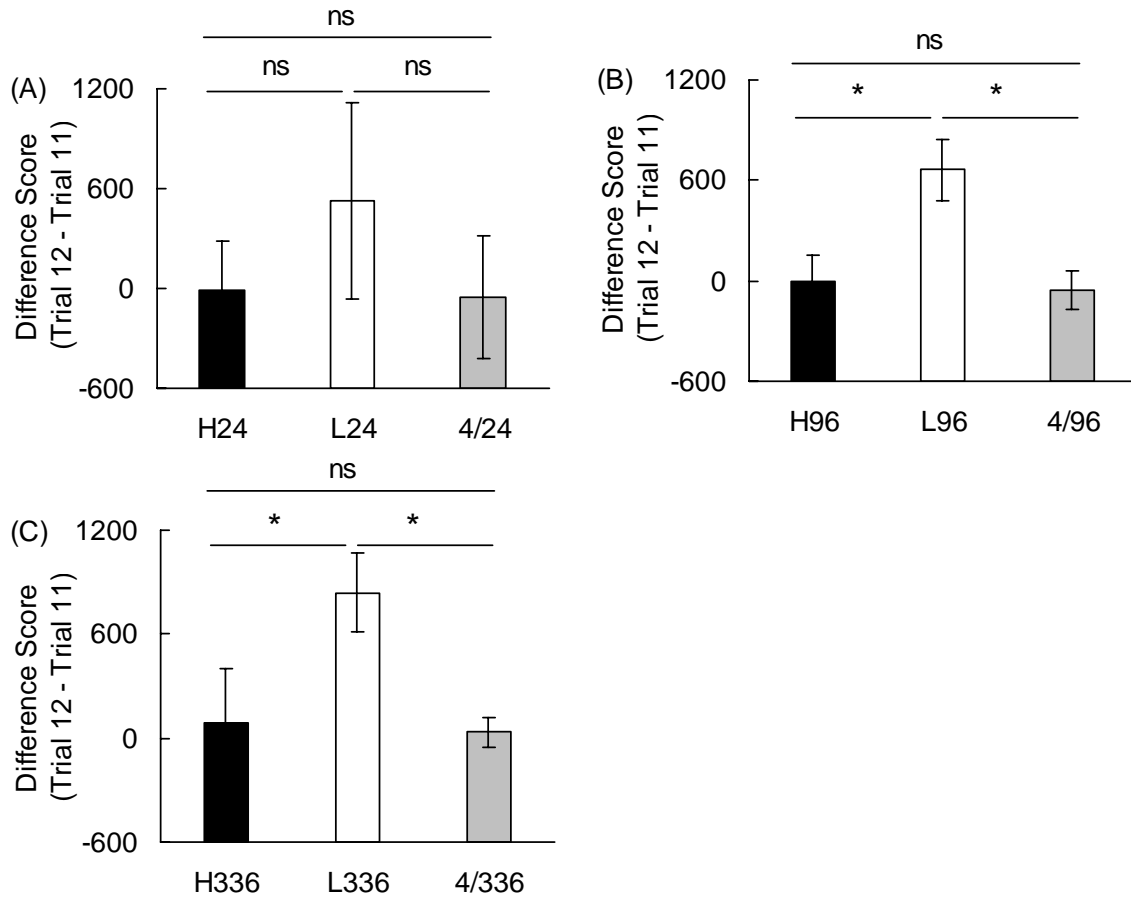 ns
ns ns
(A)
1200
600
0
-600
Difference Score
(Trial 12 - Trial 11)
H24 L24 4/24
ns
* *
(B)
1200
600
0
-600
Difference Score
(Trial 12 - Trial 11)
H96 L96 4/96
ns
* *
(C)
1200
600
0
-600
Difference Score
(Trial 12 - Trial 11)
H336 L336 4/336